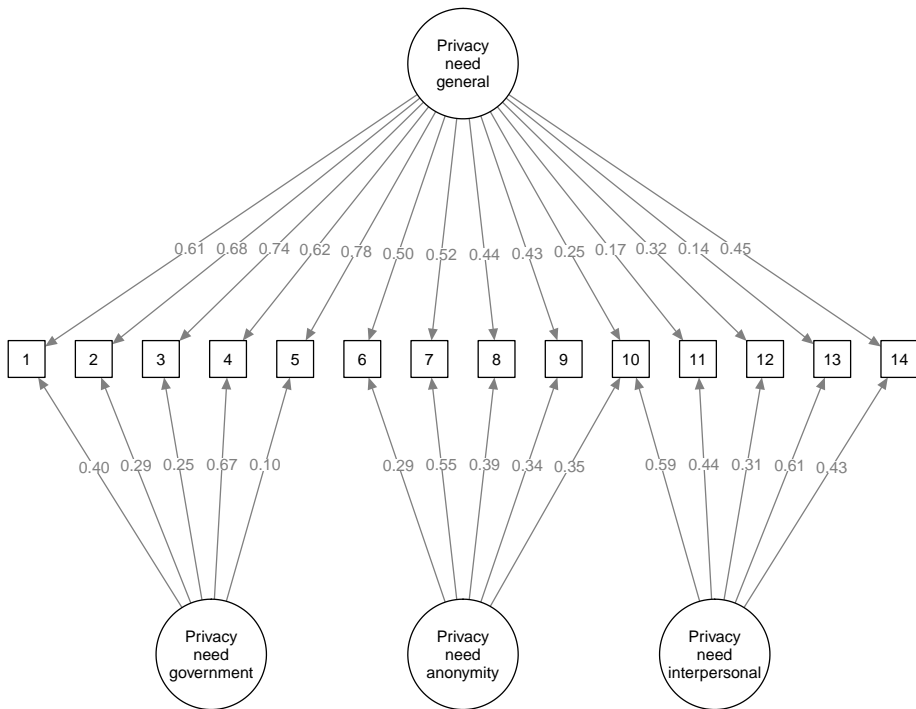 Privacy
need
general
0.61 0.68 0.74 0.62 0.78 0.50 0.52 0.44 0.43 0.25 0.17 0.32 0.14 0.45
1 2 3 4 5 6 7 8 9 10 11 12 13 14
0.40 0.29 0.25 0.67 0.10 0.29 0.55 0.39 0.34 0.35 0.59 0.44 0.31 0.61 0.43
Privacy
need
government
Privacy
need
anonymity
Privacy
need
interpersonal